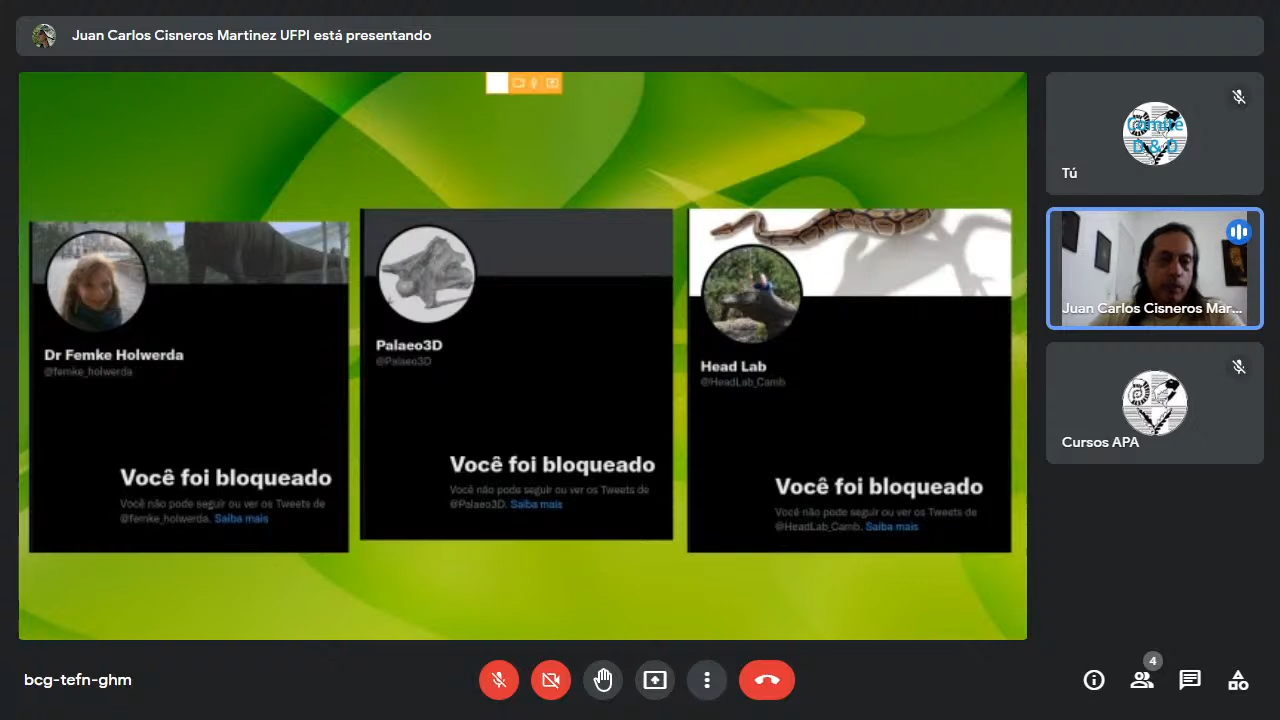 Juan Carlos Cisneros Martinez UFPI está presentando
Dr Femke Holwerda
@femke_holwerda
Você foi bloqueado
Você não pode seguir ou ver os Tweets de
@femke_holwerda. Saiba mais
Palaeo3D
@Palaeo3D
Você foi bloqueado
Você não pode seguir ou ver os Tweets de
@Palaeo3D. Saiba mais
Head Lab
@HeadLab_Camb
Você foi bloqueado
Você não pode seguir ou ver os Tweets de
@HeadLab_Camb. Saiba mais
Comité
D & D
Tú
Juan Carlos Cisneros Mar...
Cursos APA
bcg-tefn-ghm
4